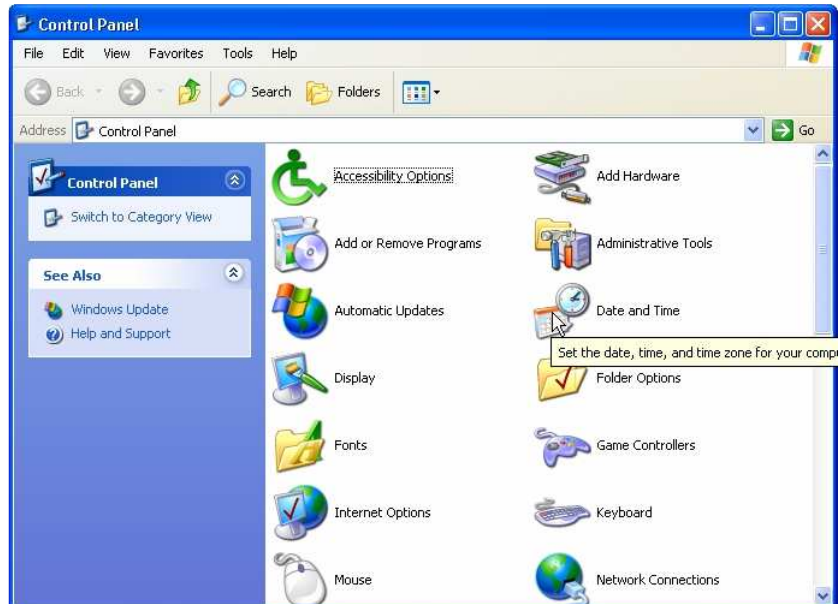 Control Panel
File Edit View Favorites Tools Help
Back Search Folders
Address Control Panel Go
Control Panel
Switch to Category View
See Also
Windows Update
Help and Support
Accessibility Options Add Hardware
Add or Remove Programs Administrative Tools
Automatic Updates Date and Time
Set the date, time, and time zone for your compu
Display Folder Options
Fonts Game Controllers
Internet Options Keyboard
Mouse Network Connections